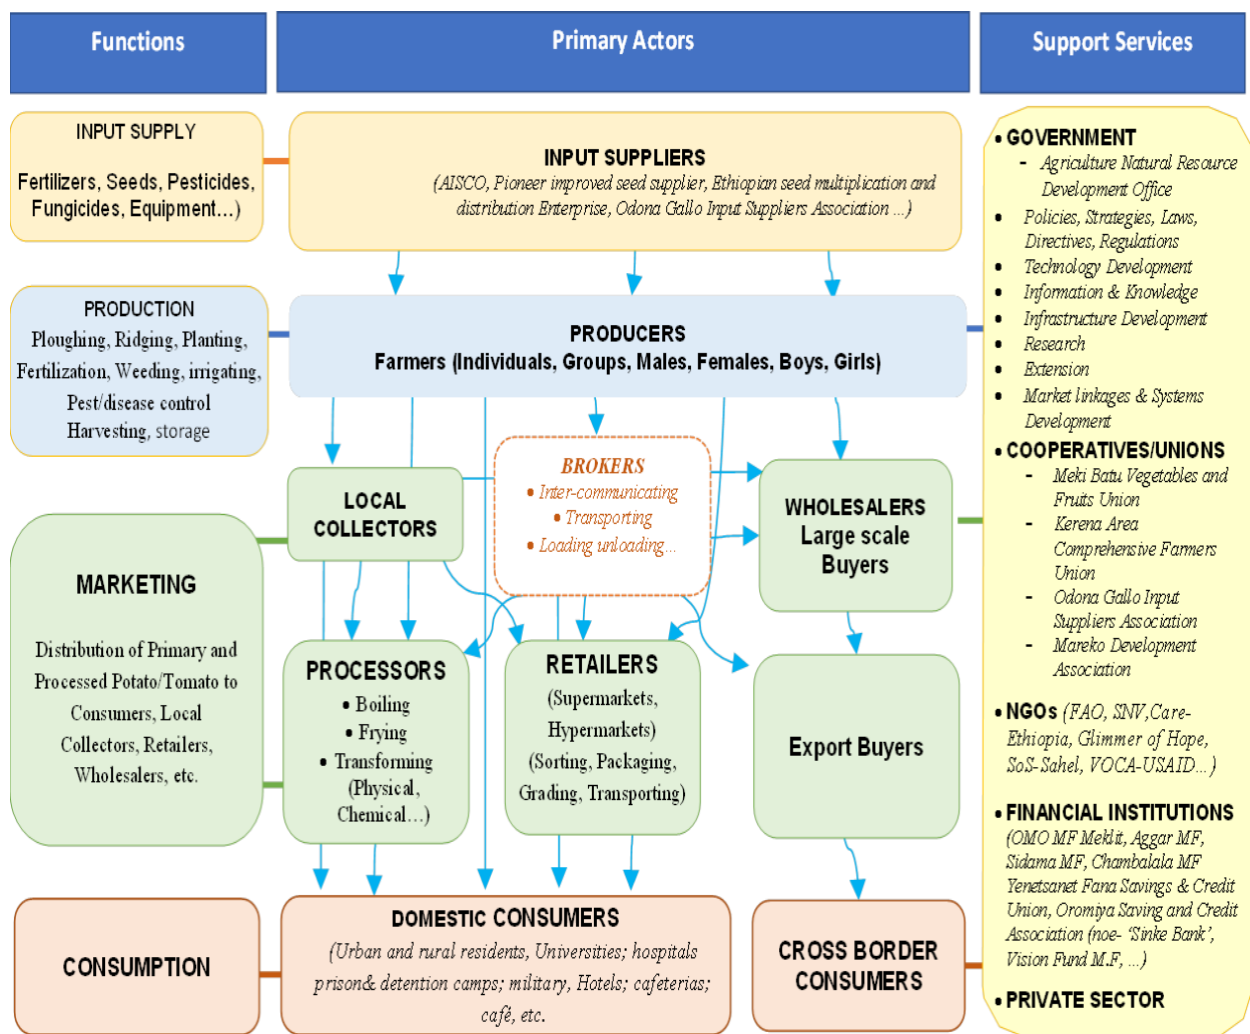 Functions
Primary Actors
Support Services
INPUT SUPPLY
Fertilizers, Seeds, Pesticides,
Fungicides, Equipment...)
INPUT SUPPLIERS
(AISCO, Pioneer improved seed supplier, Ethiopian seed multiplication and
distribution Enterprise, Odona Gallo Input Suppliers Association ...)
PRODUCTION
Ploughing, Ridging, Planting,
Fertilization, Weeding, irrigating,
Pest/disease control
Harvesting, storage
PRODUCERS
Farmers (Individuals, Groups, Males, Females, Boys, Girls)
MARKETING
Distribution of Primary and
Processed Potato/Tomato to
Consumers, Local
Collectors, Retailers,
Wholesalers, etc.
LOCAL
COLLECTORS
BROKERS
• Inter-communicating
• Transporting
• Loading unloading...
WHOLESALERS
Large scale
Buyers
PROCESSORS
• Boiling
• Frying
• Transforming
(Physical,
Chemical...)
RETAILERS
(Supermarkets,
Hypermarkets)
(Sorting, Packaging,
Grading, Transporting)
Export Buyers
CONSUMPTION
DOMESTIC CONSUMERS
(Urban and rural residents, Universities; hospitals
prison& detention camps; military, Hotels; cafeterias;
café, etc.
CROSS BORDER
CONSUMERS
• GOVERNMENT
- Agriculture Natural Resource
Development Office
• Policies, Strategies, Laws,
Directives, Regulations
• Technology Development
• Information & Knowledge
• Infrastructure Development
• Research
• Extension
• Market linkages & Systems
Development
• COOPERATIVES/UNIONS
- Meki Batu Vegetables and
Fruits Union
- Kerena Area
Comprehensive Farmers
Union
- Odona Gallo Input
Suppliers Association
- Mareko Development
Association
• NGOs (FAO, SNV,Care-
Ethiopia, Glimmer of Hope,
SoS-Sahel, VOCA-USAID...)
• FINANCIAL INSTITUTIONS
(OMO MF Meklit, Aggar MF,
Sidama MF, Chambalala MF
Yenetsanet Fana Savings & Credit
Union, Oromiya Saving and Credit
Association (noe- ‘Sinke Bank’,
Vision Fund M.F, ...)
• PRIVATE SECTOR